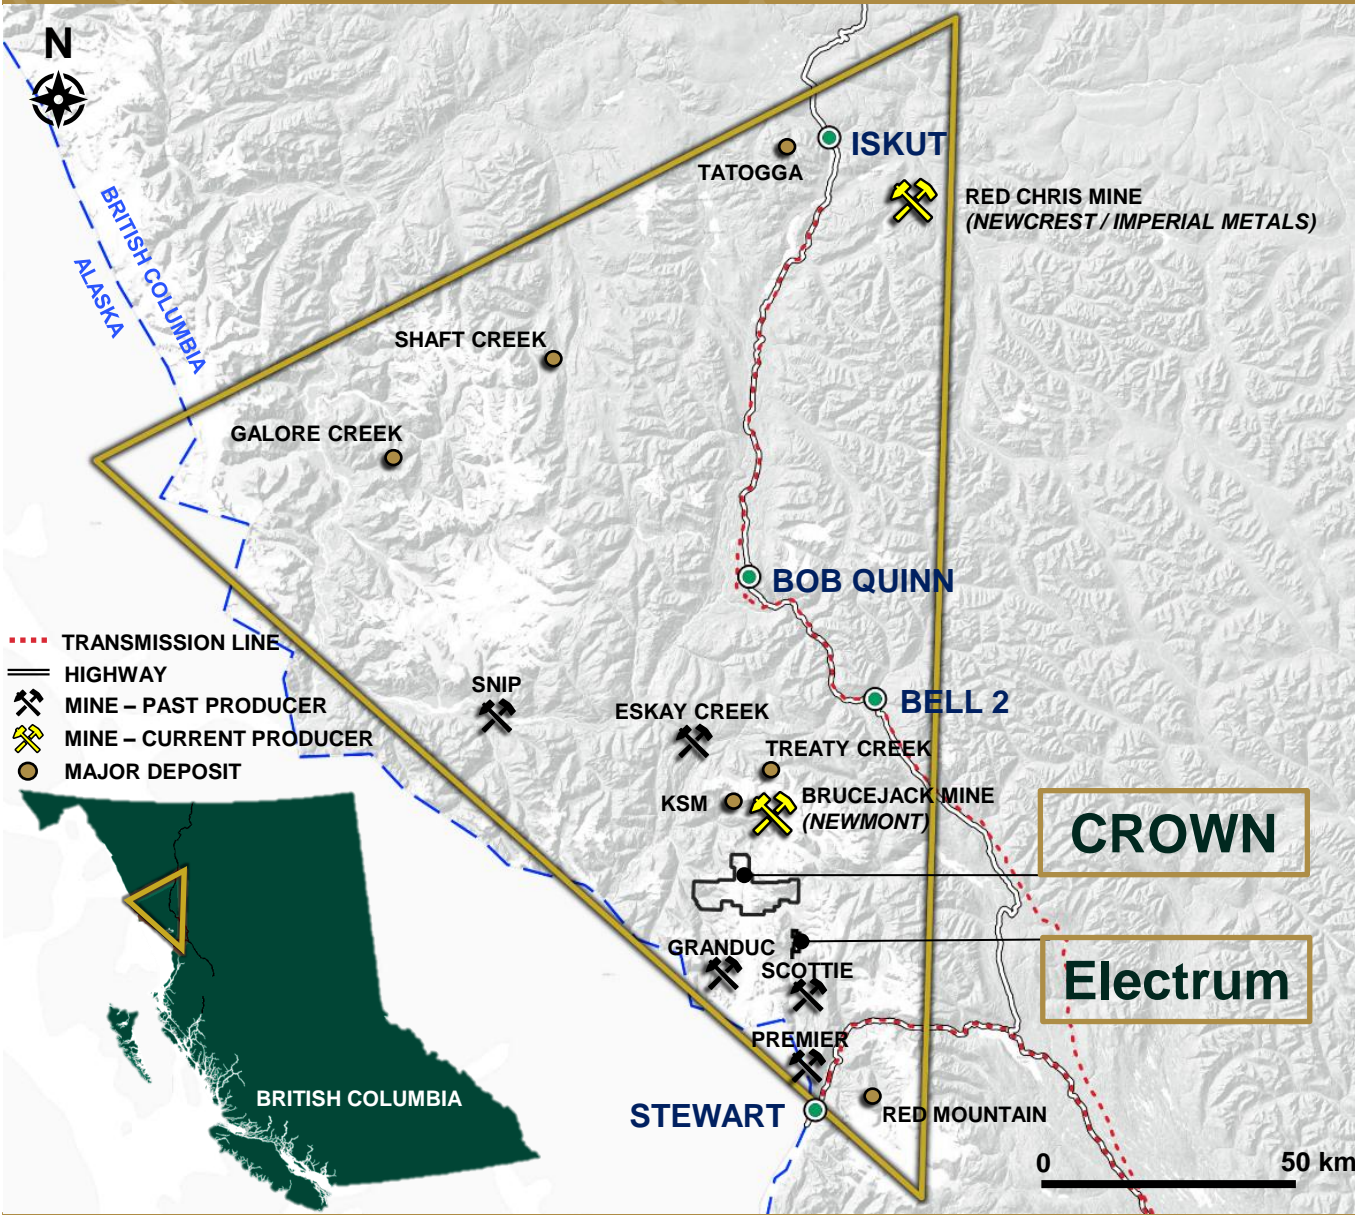 N
ISKUT
TATOGGA
RED CHRIS MINE
(NEWCREST / IMPERIAL METALS)
BRITISH COLUMBIA
ALASKA
SHAFT CREEK
GALORE CREEK
BOB QUINN
TRANSMISSION LINE
HIGHWAY
MINE – PAST PRODUCER
MINE – CURRENT PRODUCER
MAJOR DEPOSIT
SNIP
ESKAY CREEK
BELL 2
TREATY CREEK
KSM
BRUCEJACK MINE
(NEWMONT)
CROWN
GRANDUC
SCOTTIE
Electrum
PREMIER
BRITISH COLUMBIA
STEWART
RED MOUNTAIN
0 50 km